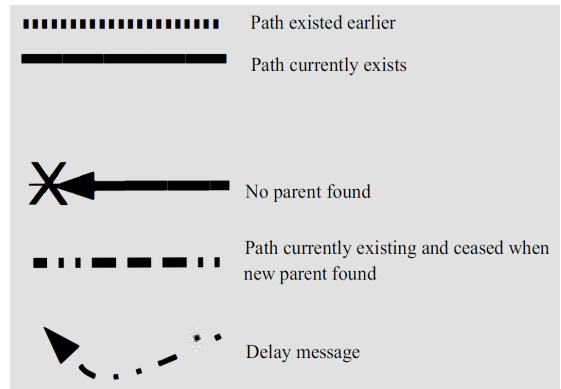 Path existed earlier
Path currently exists
No parent found
Path currently existing and ceased when
new parent found
Delay message